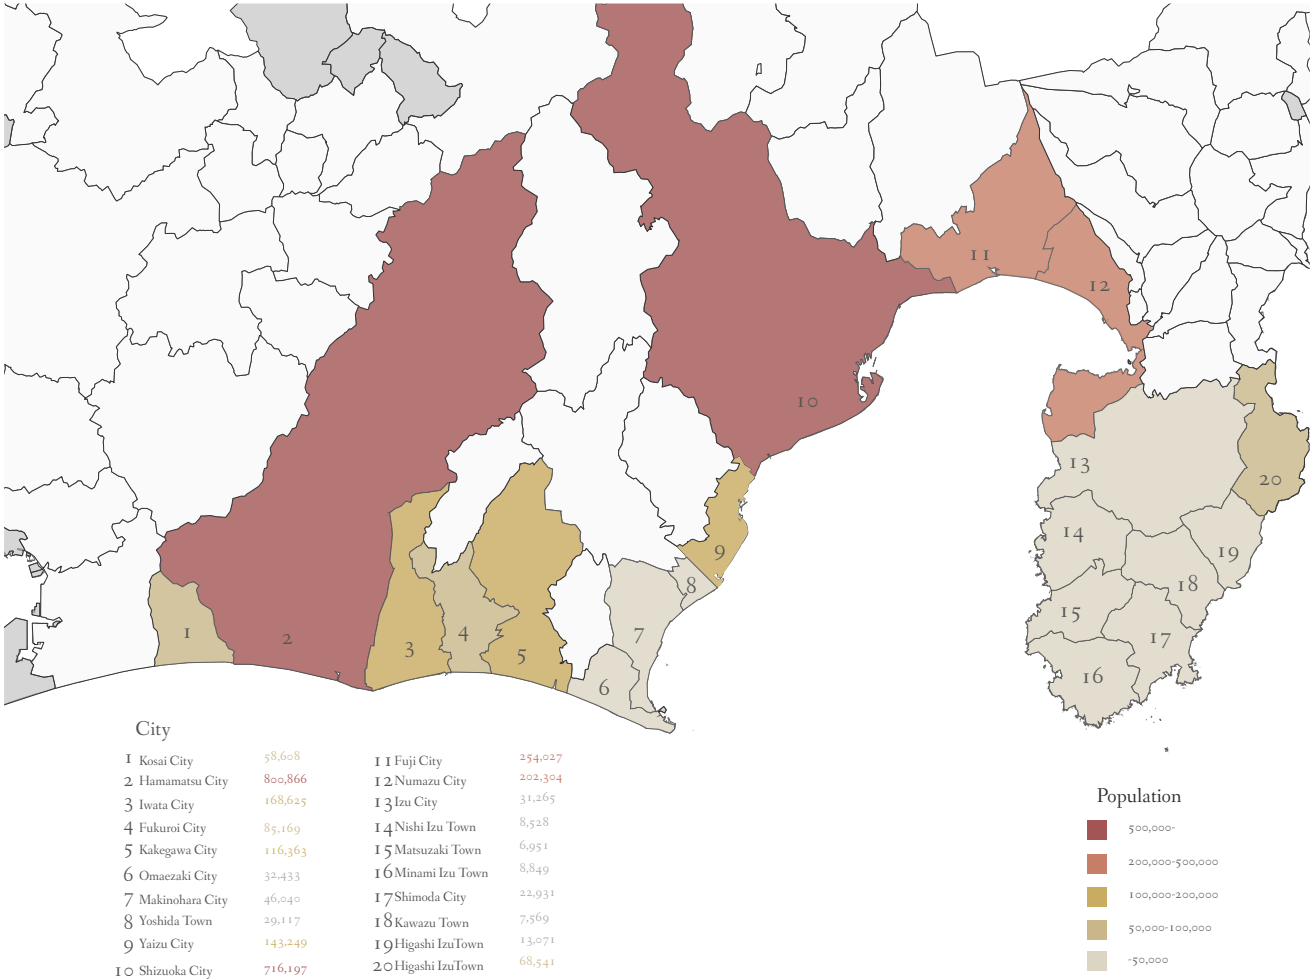 11
12
10
13
20
14
19
9
18
8
15
1
2
3
4
5
7
17
6
16
City
1 Kosai City 58,608
2 Hamamatsu City 800,866
3 Iwata City 168,625
4 Fukuroi City 85,169
5 Kakegawa City 116,363
6 Omaezaki City 32,433
7 Makinohara City 46,040
8 Yoshida Town 29,117
9 Yaizu City 143,249
10 Shizuoka City 716,197
11 Fuji City 254,027
12 Numazu City 202,304
13 Izu City 31,265
14 Nishi Izu Town 8,528
15 Matsuzaki Town 6,951
16 Minami Izu Town 8,849
17 Shimoda City 22,931
18 Kawazu Town 7,569
19 Higashi IzuTown 13,071
20 Higashi IzuTown 68,541
Population
500,000-
200,000-500,000
100,000-200,000
50,000-100,000
-50,000